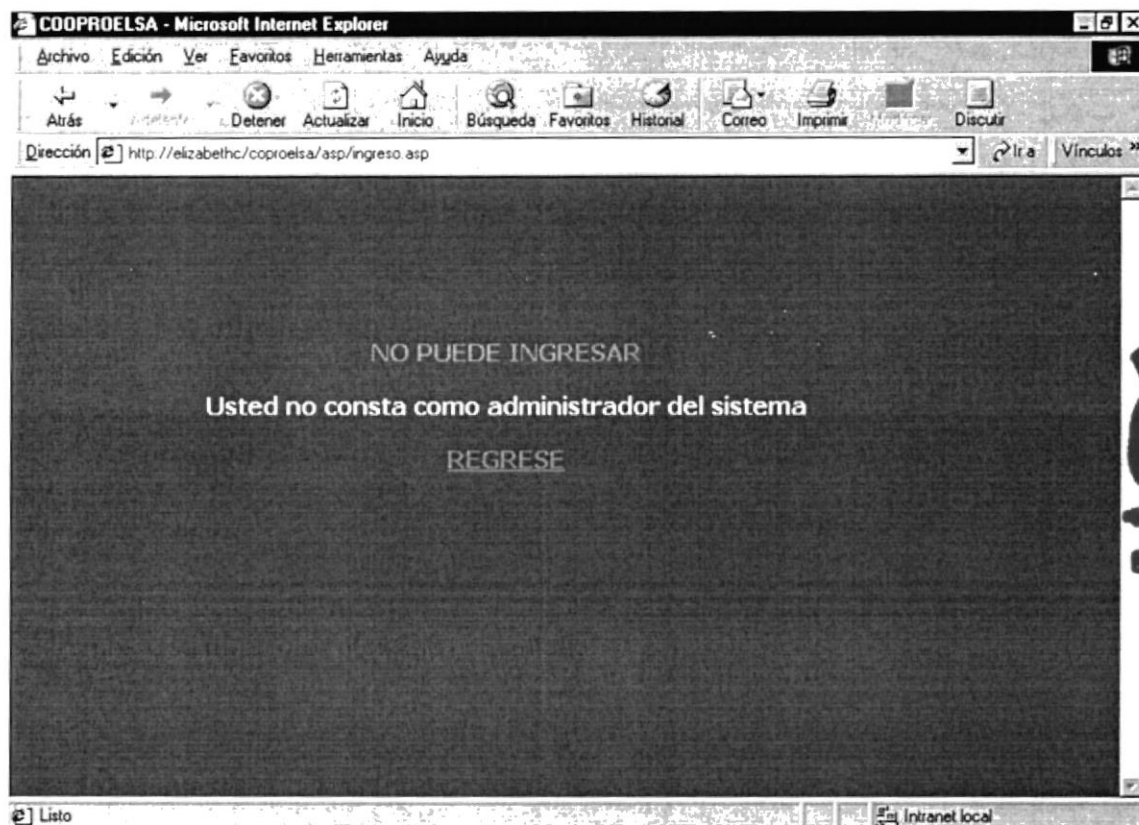 COOPROELSA - Microsoft Internet Explorer
Archivo Edición Ver Favoritos Herramientas Ayuda
Atrás Adelante Detener Actualizar Inicio Búsqueda Favoritos Historial Correo Imprimir Modificar Discutir
Dirección http://elizabethc/coproelsa/asp/ingreso.asp Ir a Vínculos »
NO PUEDE INGRESAR
Usted no consta como administrador del sistema
REGRESE
Listo Intranet local